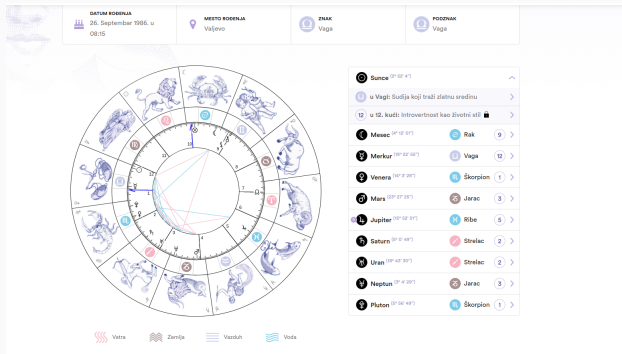 DATUM ROĐENJA
26. Septembar 1986. u
08:15
MESTO ROĐENJA
Valjevo
ZNAK
Vaga
PODZNAK
Vaga
Sunce
u Vagi: Sudija koji traži zlatnu sredinu
12 u 12. kući: Introvertnost kao životni stil
Mesec Rak 9
Merkur Vaga 12
Venera Škorpion 1
Mars Jarac 3
Jupiter Ribe 5
Saturn Strelac 2
Uran Strelac 2
Neptun Jarac 3
Pluton Škorpion 1
Vatra
Zemlja
Vazduh
Voda